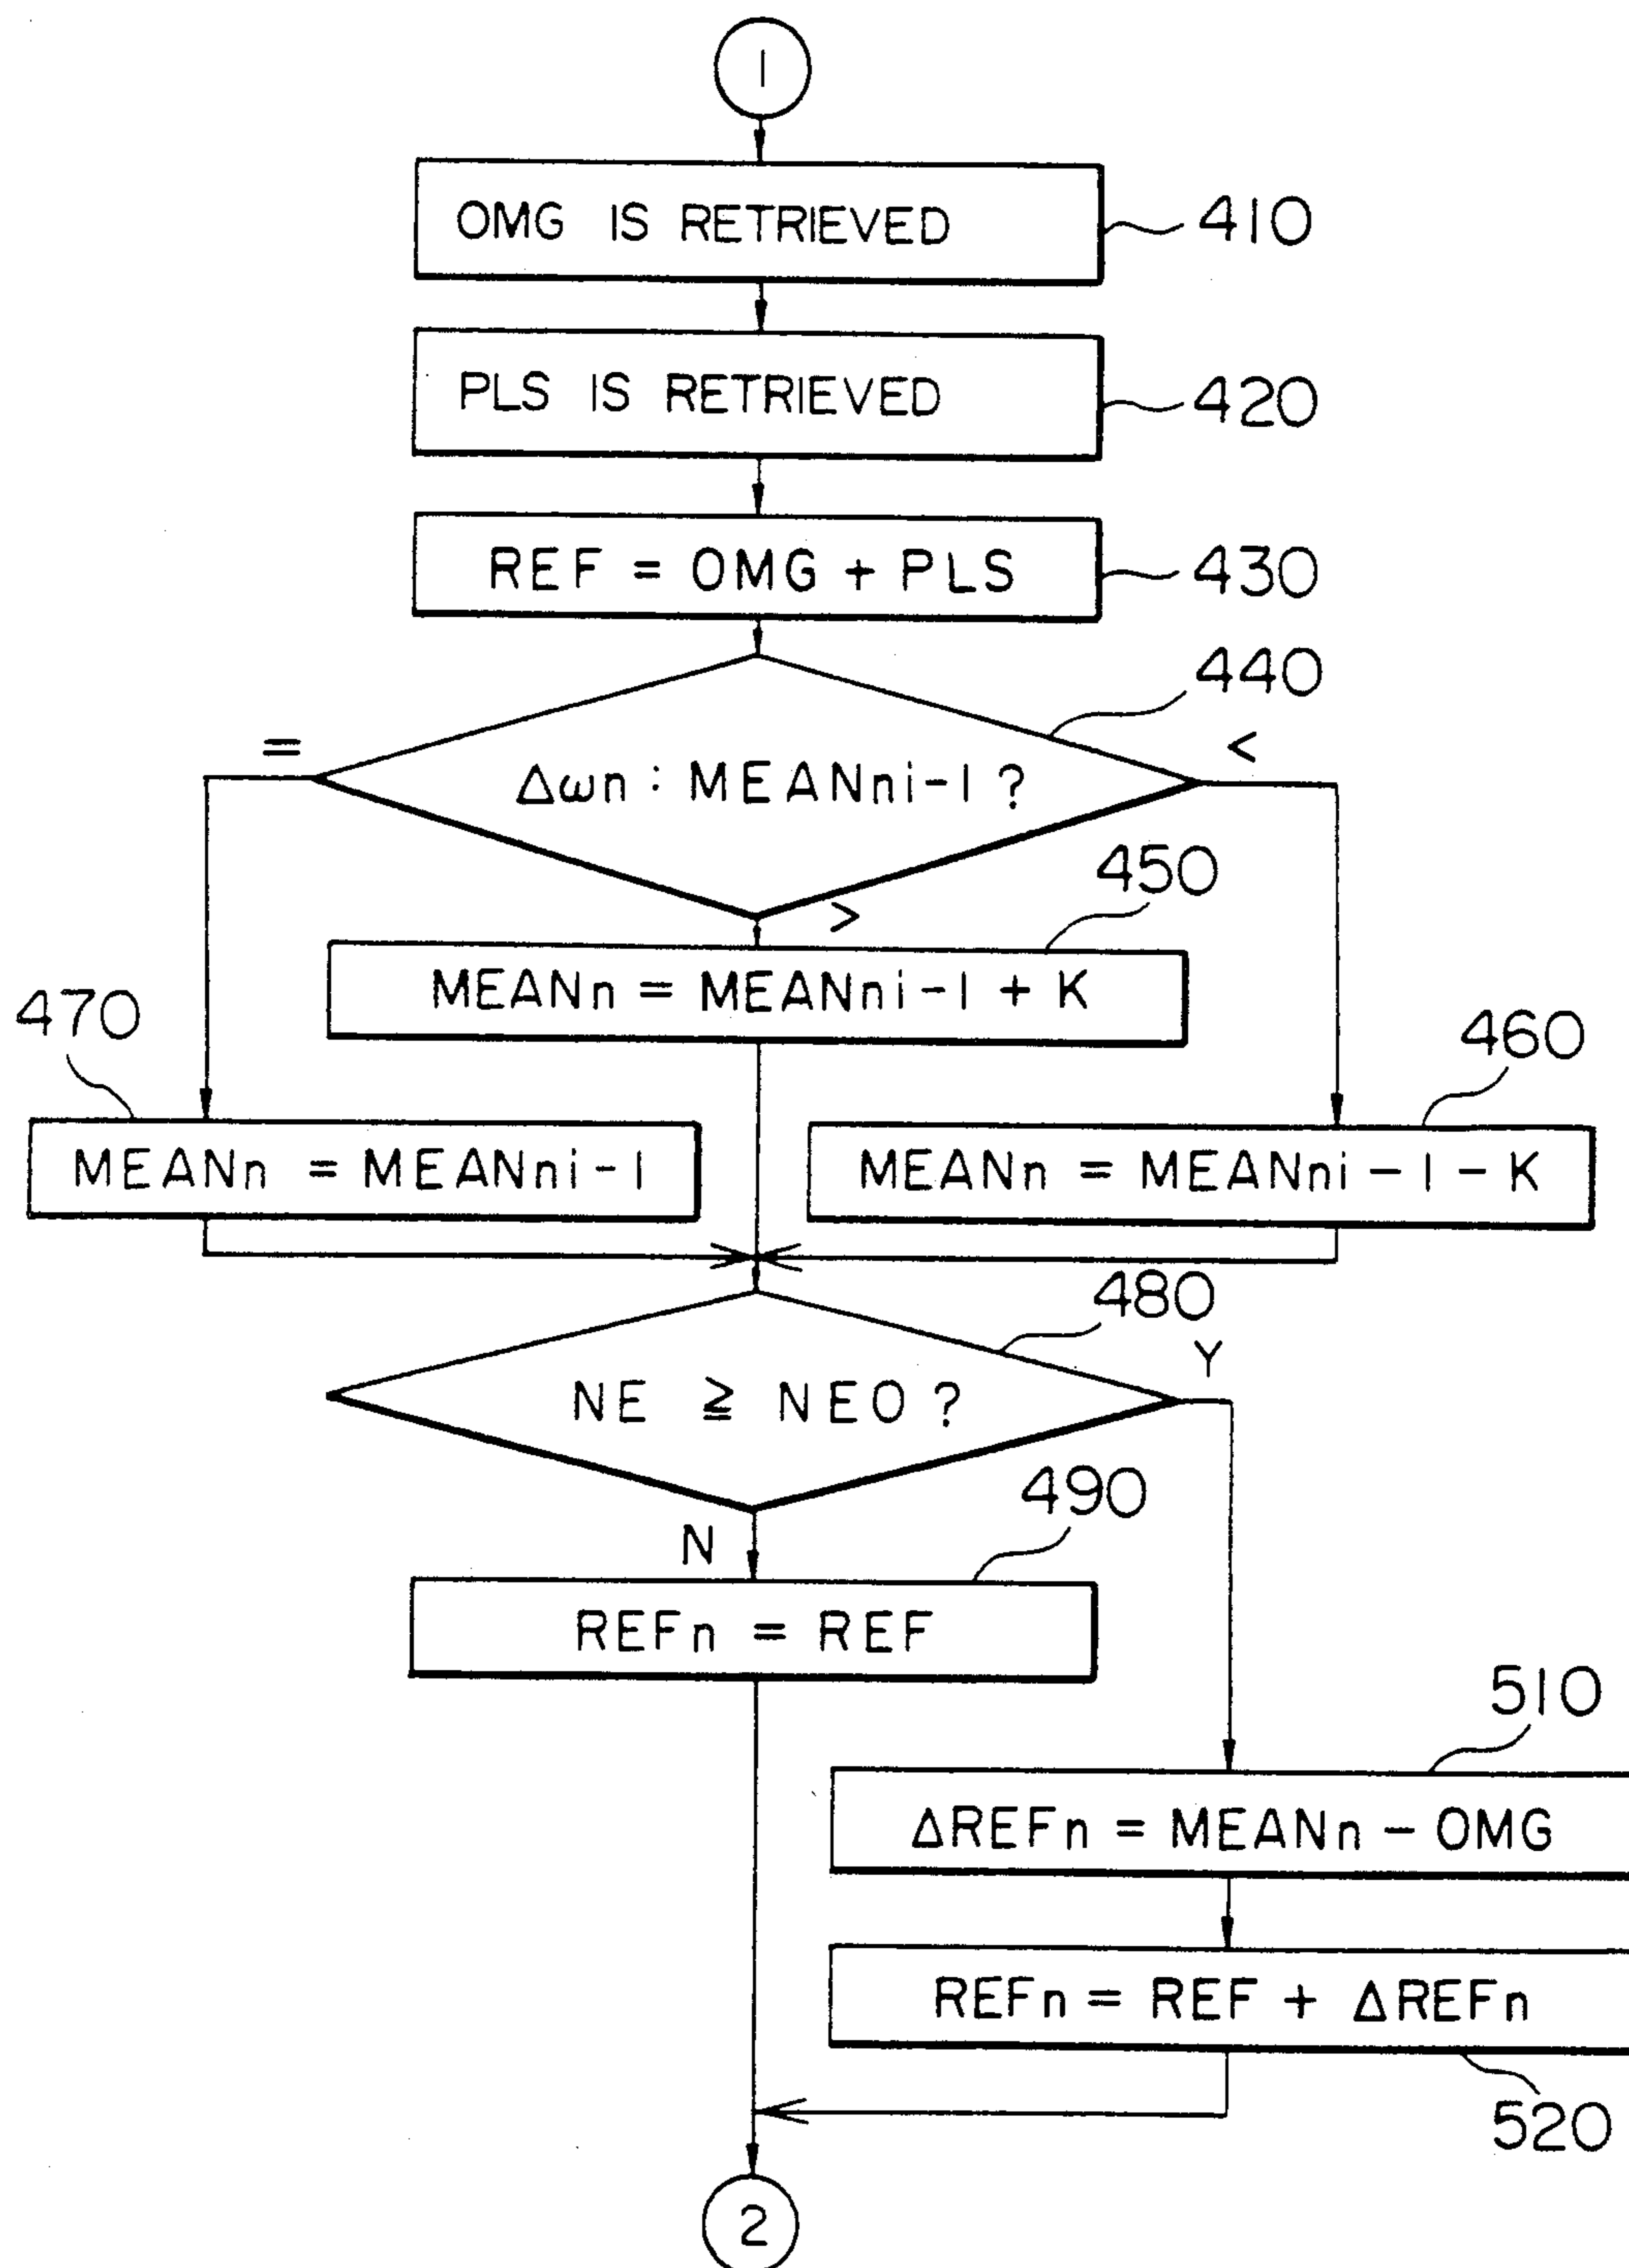 1
OMG IS RETRIEVED
410
PLS IS RETRIEVED
420
REF = OMG + PLS
430
440
=
<
Δωn : MEANni-1 ?
>
450
MEANn = MEANni-1 + K
470
460
MEANn = MEANni-1
MEANn = MEANni-1-K
480
Y
NE ≧ NEO ?
490
N
REFn = REF
510
ΔREFn = MEANn - OMG
REFn = REF + ΔREFn
520
2